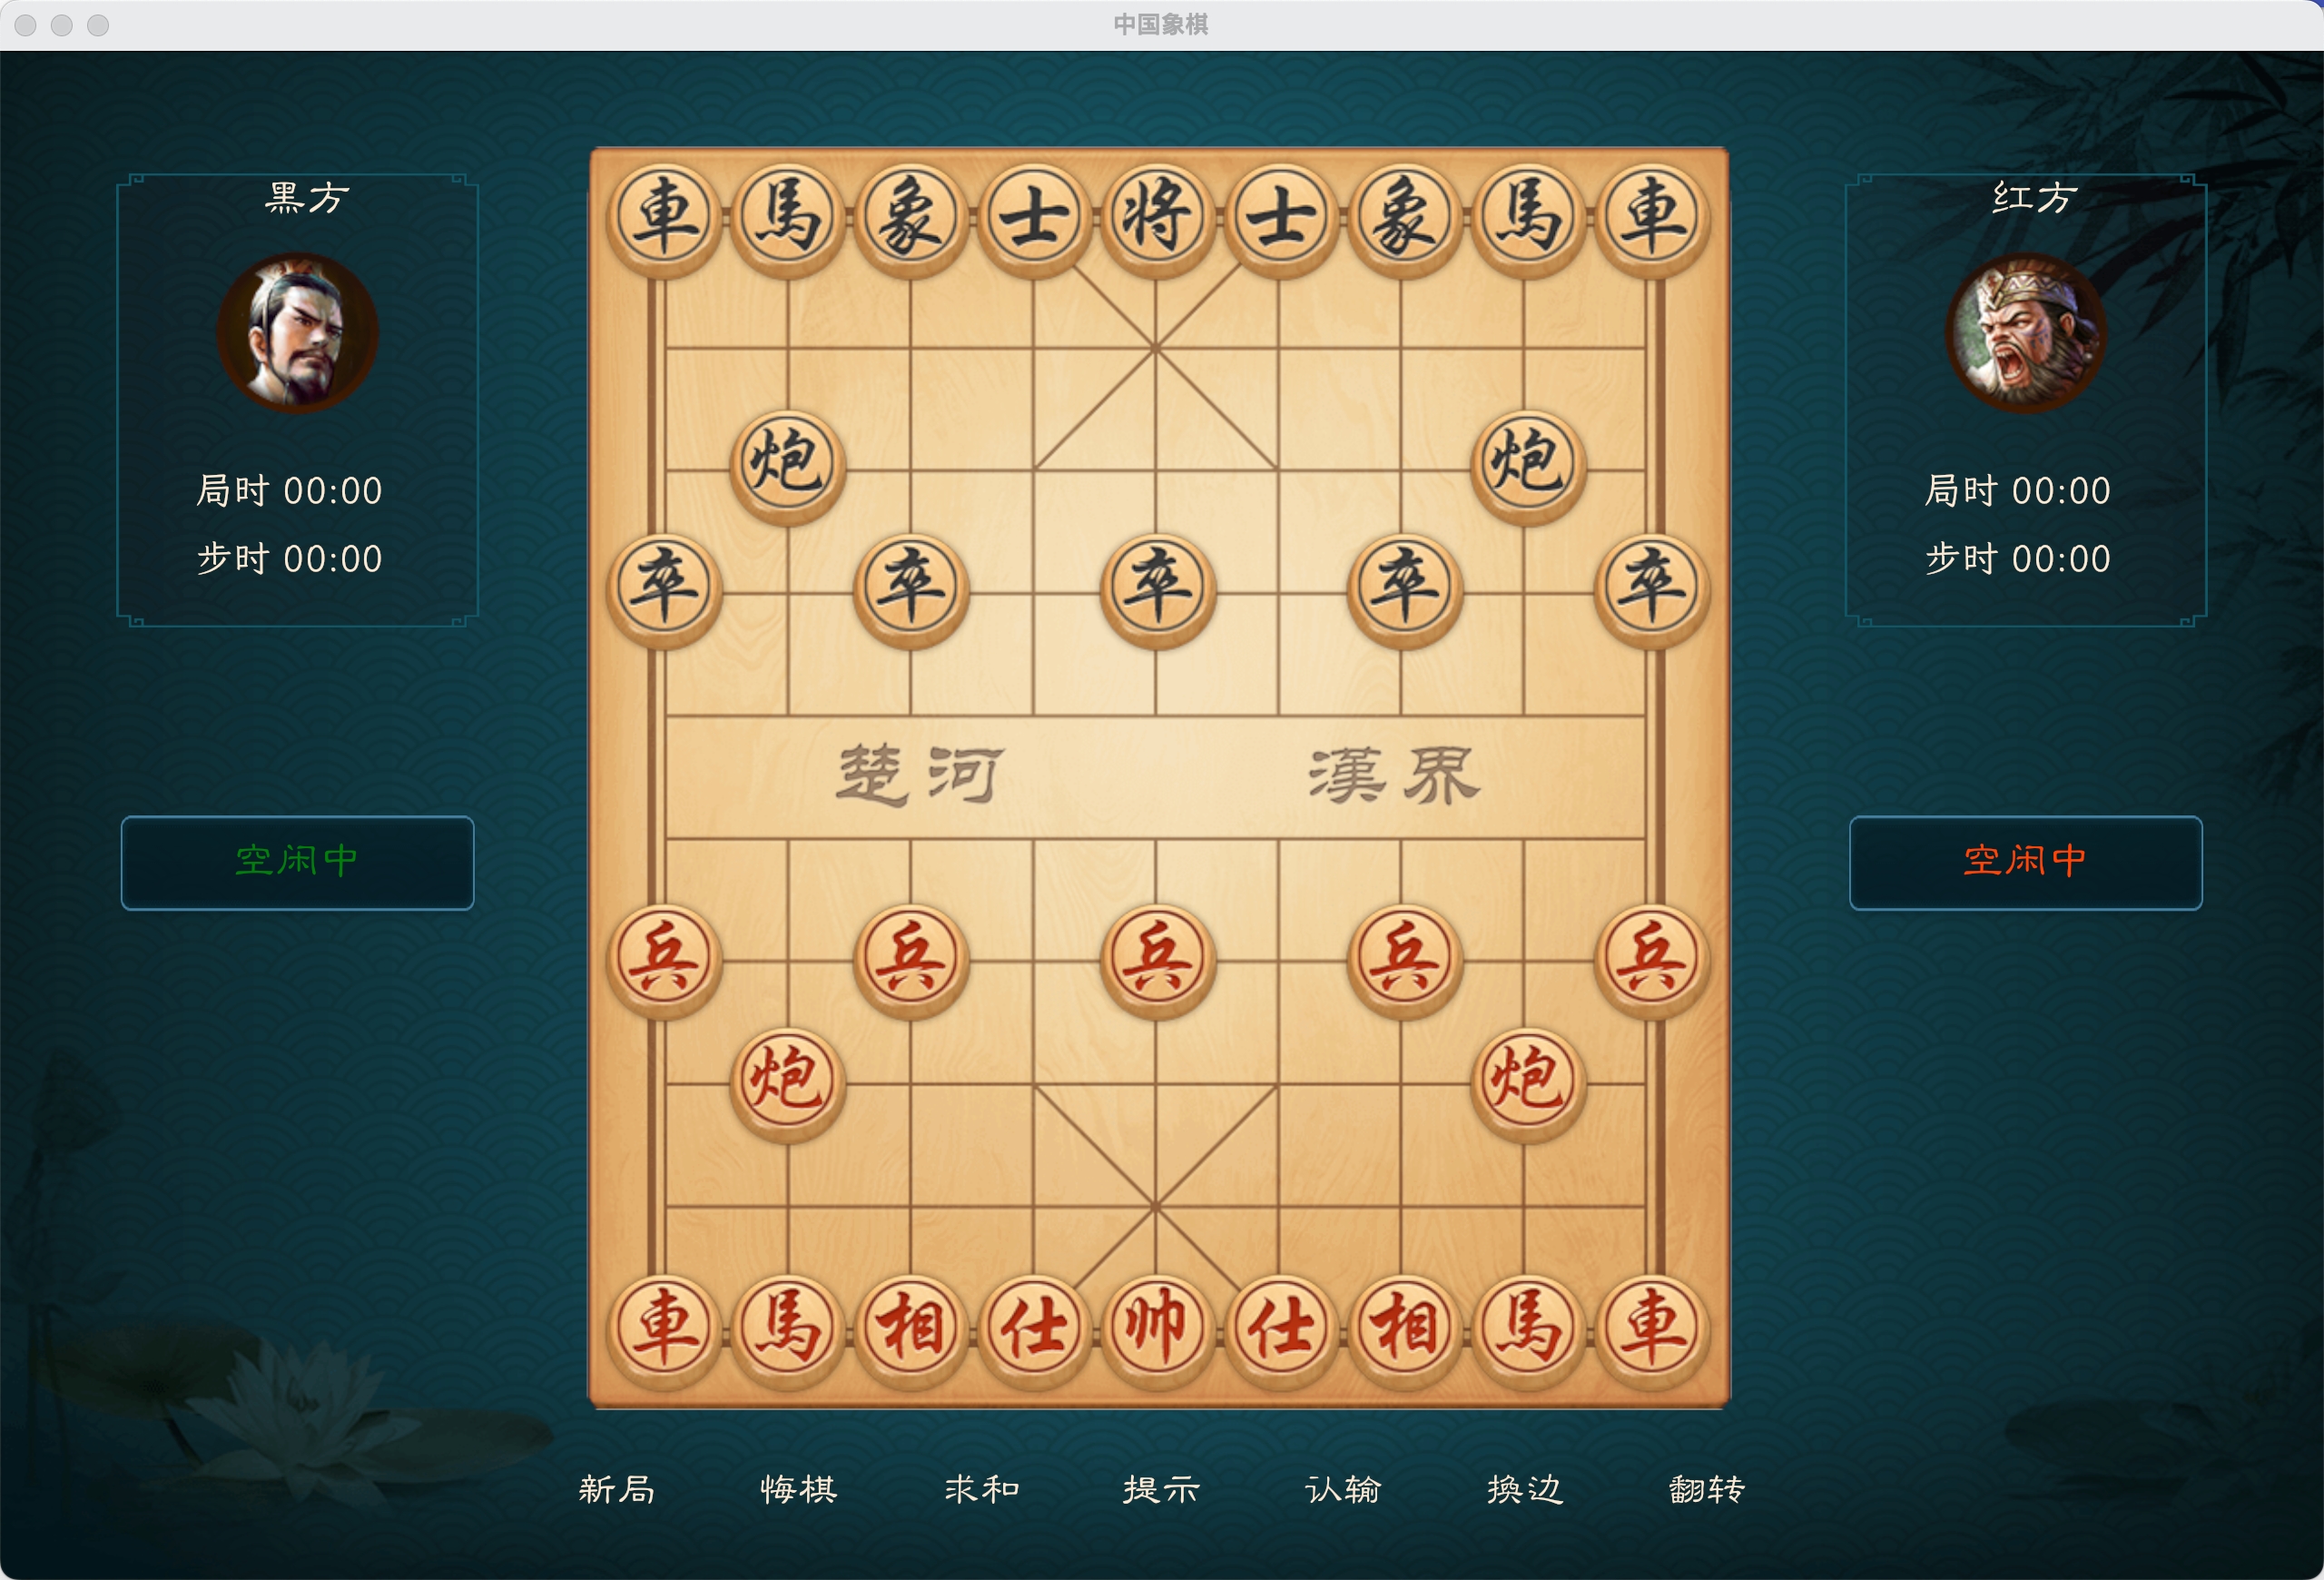 中国象棋
黑方
红方
車馬象士将士象馬車
炮 炮
局时 00:00
局时 00:00
步时 00:00
步时 00:00
卒 卒 卒 卒 卒
楚河 漢界
空闲中
空闲中
兵 兵 兵 兵 兵
炮 炮
車馬相仕帅仕相馬車
新局 悔棋 求和 提示 认输 换边 翻转